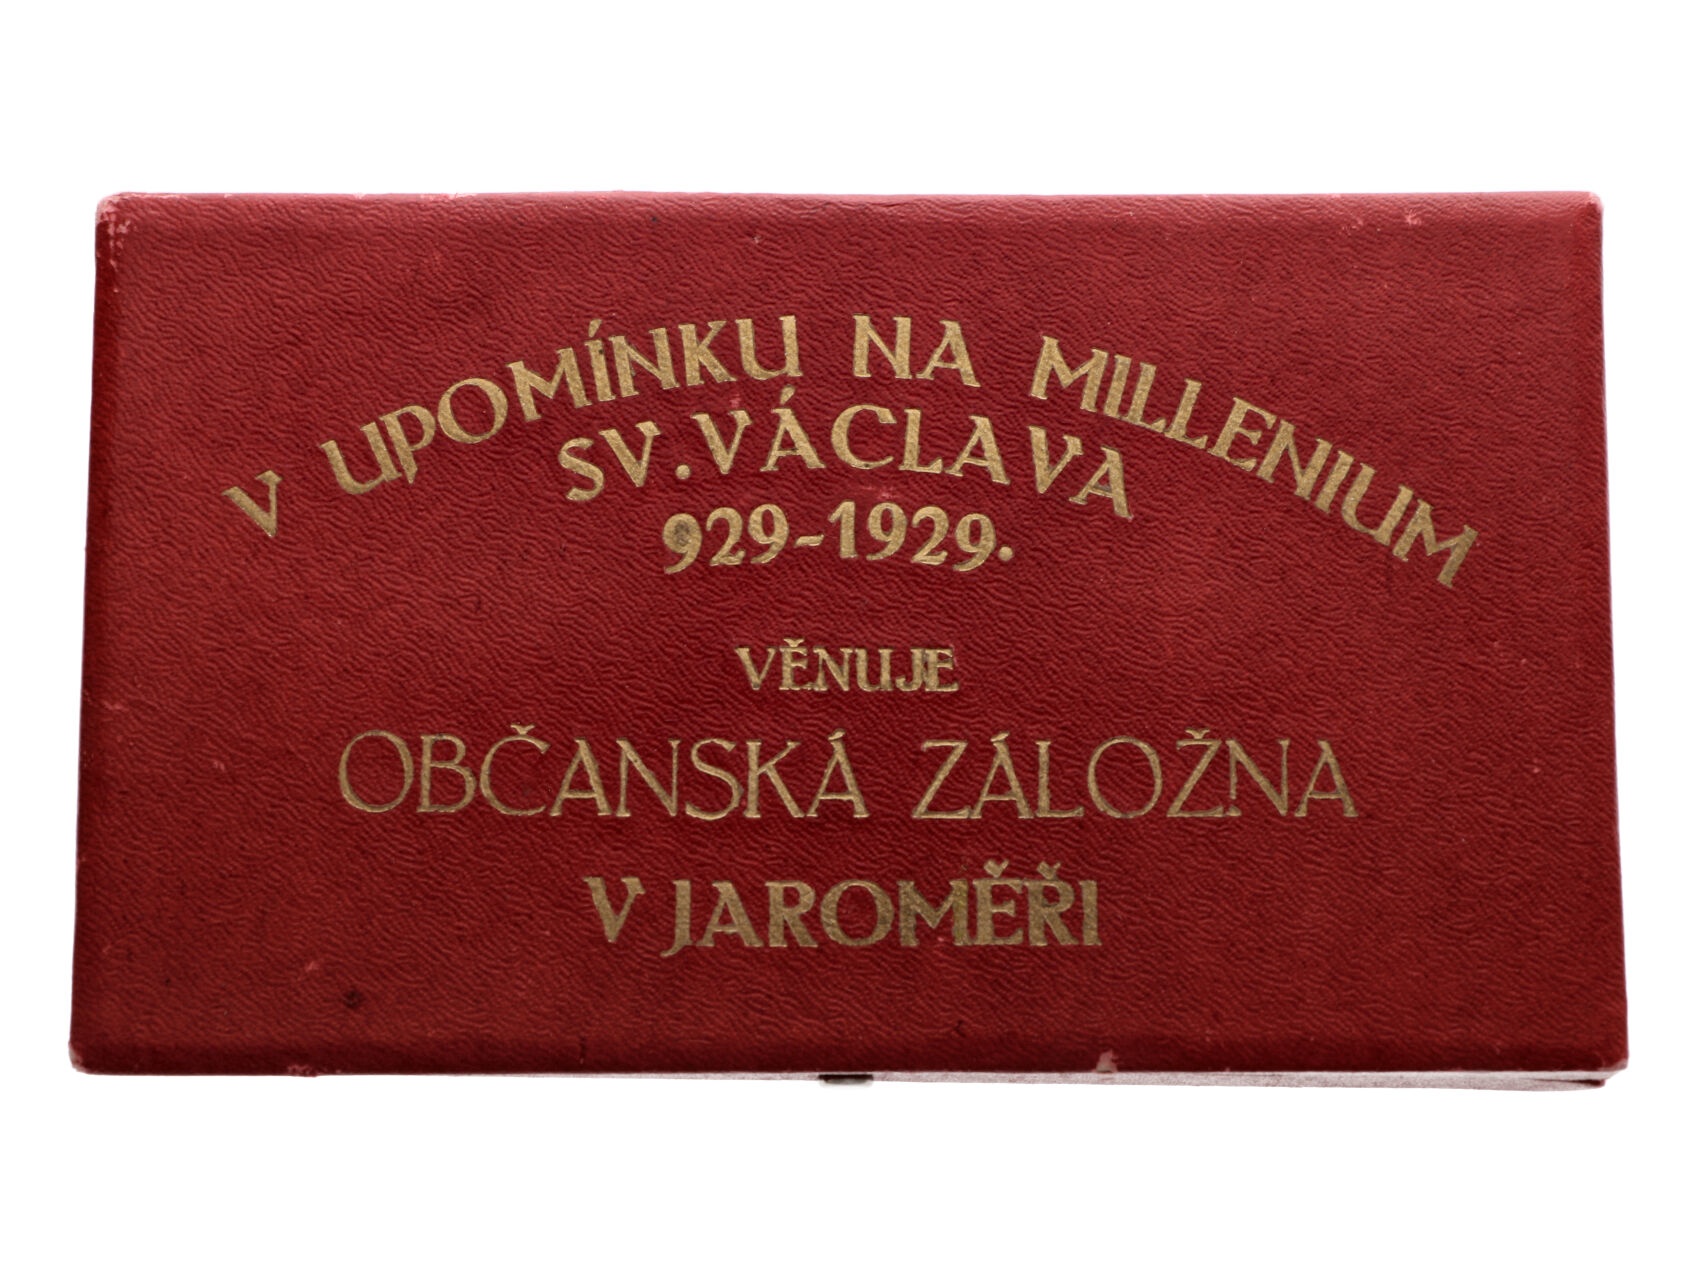 V UPOMÍNKU NA MILLENIUM
SV. VÁCLAVA
929-1929.
VĚNUJE
OBČANSKÁ ZÁLOŽNA
V JAROMĚŘI